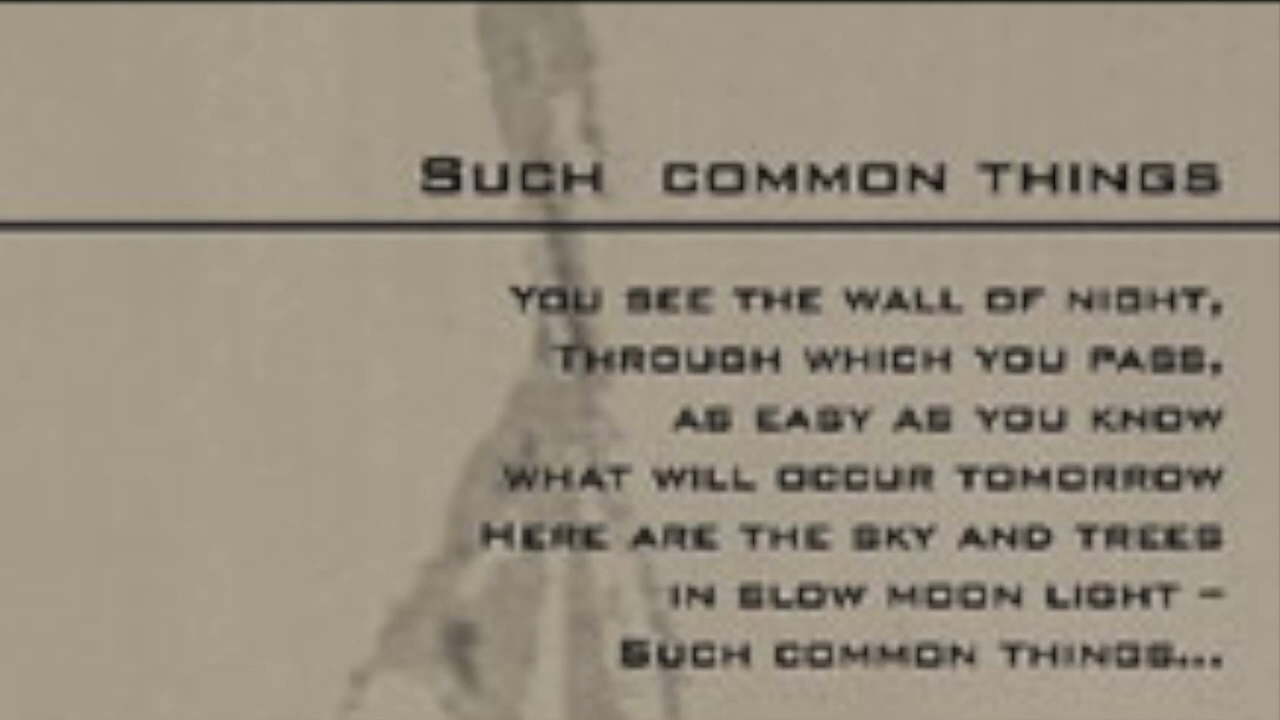 Such common things
You see the wall of night,
Through which you pass,
as easy as you know
what will occur tomorrow
Here are the sky and trees
in slow moon light –
Such common things...